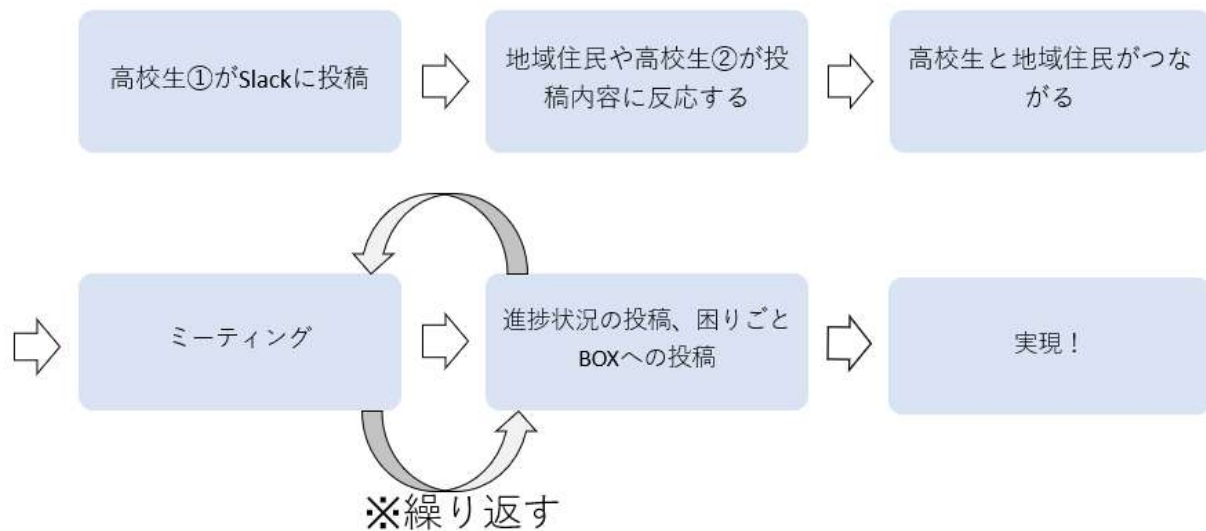 高校生①がSlackに投稿
地域住民や高校生②が投
稿内容に反応する
高校生と地域住民がつな
がる
ミーティング
進捗状況の投稿、困りごと
BOXへの投稿
実現！
※繰り返す